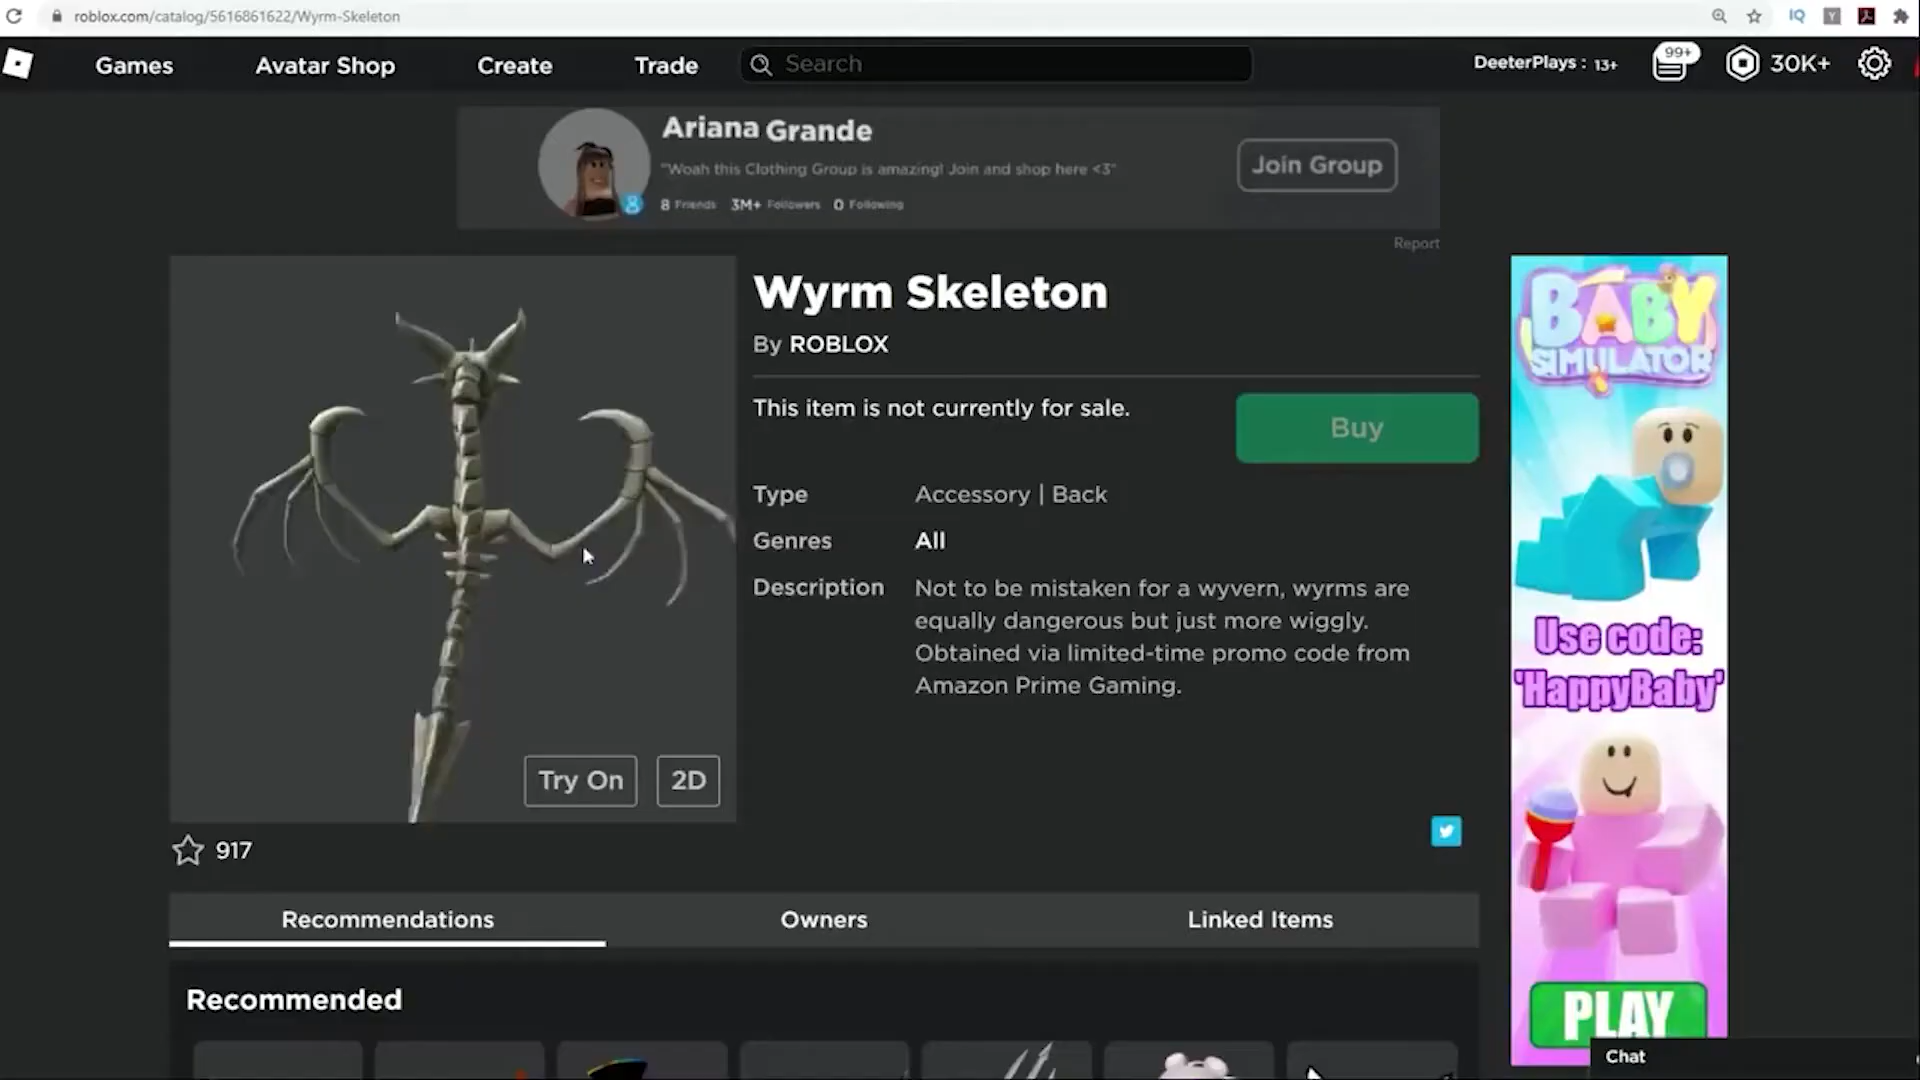 roblox.com/catalog/5616861622/Wyrm-Skeleton
IQ
Y
Games
Avatar Shop
Create
Trade
Search
DeeterPlays : 13+
99+
30K+
Ariana Grande
"Woah this Clothing Group is amazing! Join and shop here <3"
8 Friends 3M+ Followers 0 Following
Join Group
Report
Wyrm Skeleton
By ROBLOX
This item is not currently for sale.
Buy
Type Accessory | Back
Genres All
Description Not to be mistaken for a wyvern, wyrms are
equally dangerous but just more wiggly.
Obtained via limited-time promo code from
Amazon Prime Gaming.
Try On
2D
917
BABY
SIMULATOR
Use code:
'HappyBaby'
PLAY
Recommendations
Owners
Linked Items
Recommended
Chat